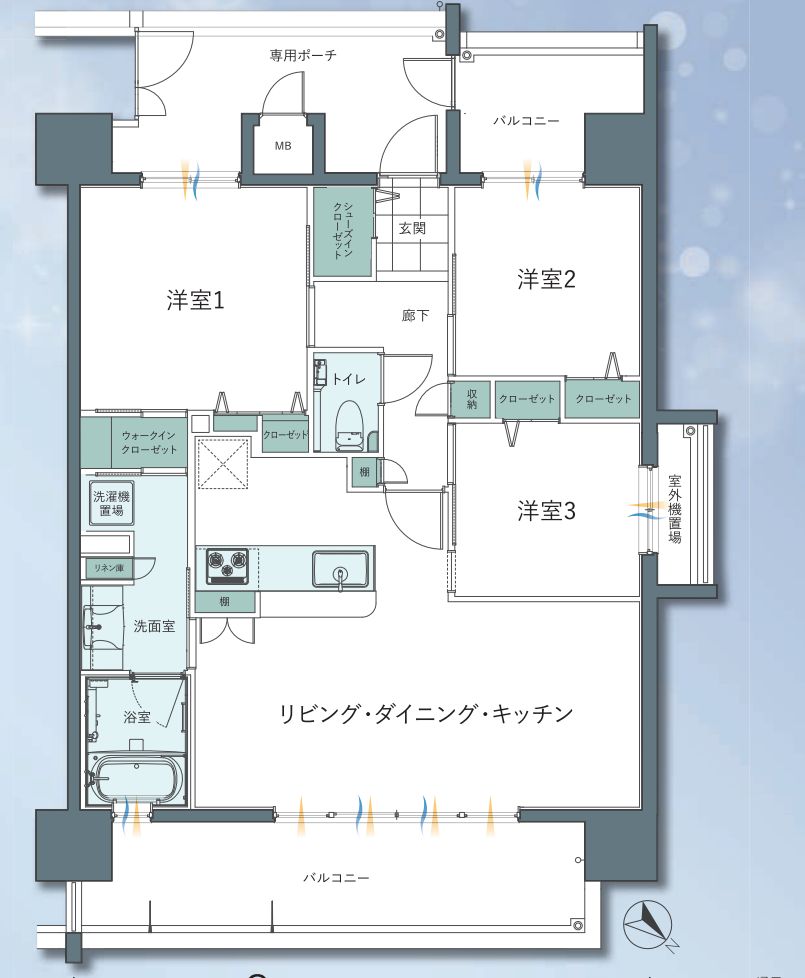 専用ポーチ
バルコニー
MB
シューズイン
クローゼット
玄関
洋室1
洋室2
廊下
トイレ
収納
クローゼット
クローゼット
ウォークイン
クローゼット
クローゼット
棚
洗濯機
置場
洋室3
室外機置場
リネン庫
棚
洗面室
浴室
リビング・ダイニング・キッチン
バルコニー
N